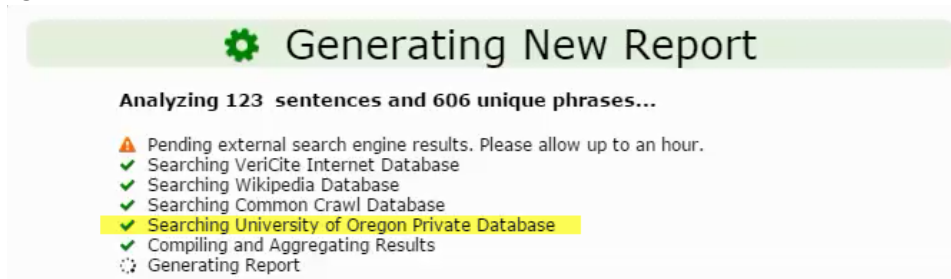 Generating New Report
Analyzing 123 sentences and 606 unique phrases...
Pending external search engine results. Please allow up to an hour.
Searching VeriCite Internet Database
Searching Wikipedia Database
Searching Common Crawl Database
Searching University of Oregon Private Database
Compiling and Aggregating Results
Generating Report